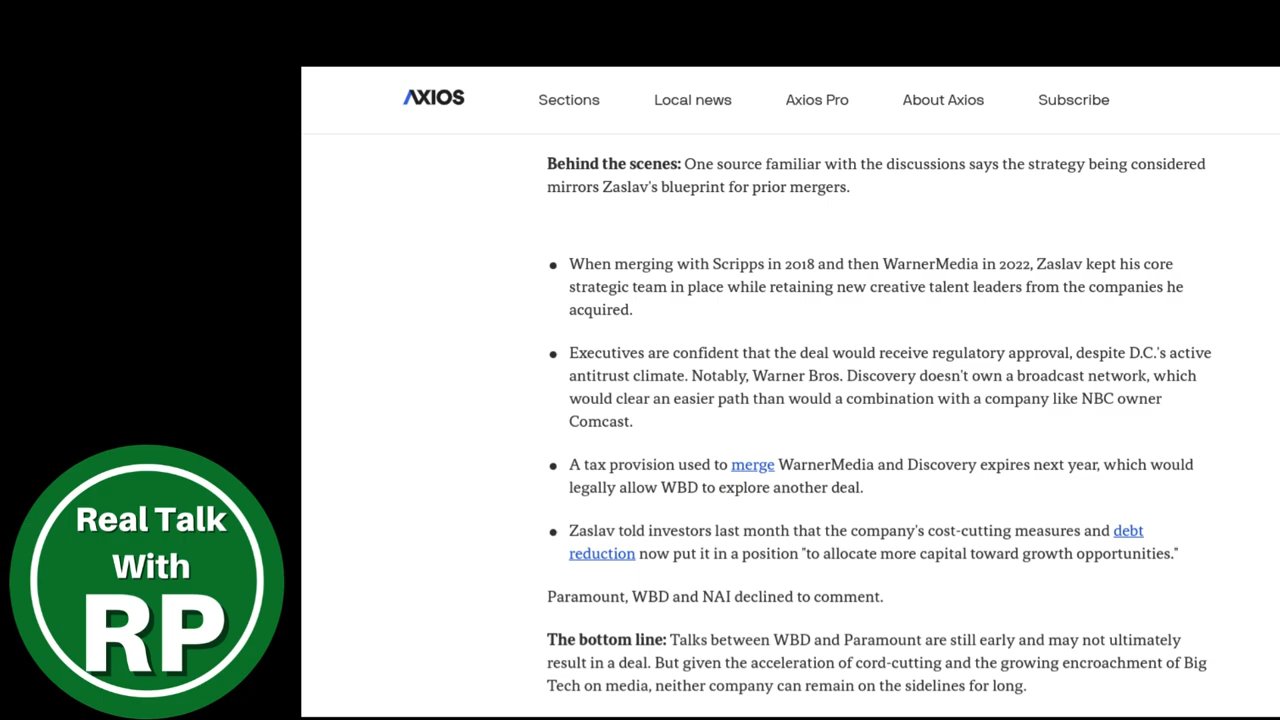 AXIOS
Sections
Local news
Axios Pro
About Axios
Subscribe
Behind the scenes: One source familiar with the discussions says the strategy being considered
mirrors Zaslav's blueprint for prior mergers.
● When merging with Scripps in 2018 and then WarnerMedia in 2022, Zaslav kept his core
strategic team in place while retaining new creative talent leaders from the companies he
acquired.
● Executives are confident that the deal would receive regulatory approval, despite D.C.'s active
antitrust climate. Notably, Warner Bros. Discovery doesn't own a broadcast network, which
would clear an easier path than would a combination with a company like NBC owner
Comcast.
● A tax provision used to merge WarnerMedia and Discovery expires next year, which would
legally allow WBD to explore another deal.
● Zaslav told investors last month that the company's cost-cutting measures and debt
reduction now put it in a position "to allocate more capital toward growth opportunities."
Paramount, WBD and NAI declined to comment.
The bottom line: Talks between WBD and Paramount are still early and may not ultimately
result in a deal. But given the acceleration of cord-cutting and the growing encroachment of Big
Tech on media, neither company can remain on the sidelines for long.
Real Talk
With
RP